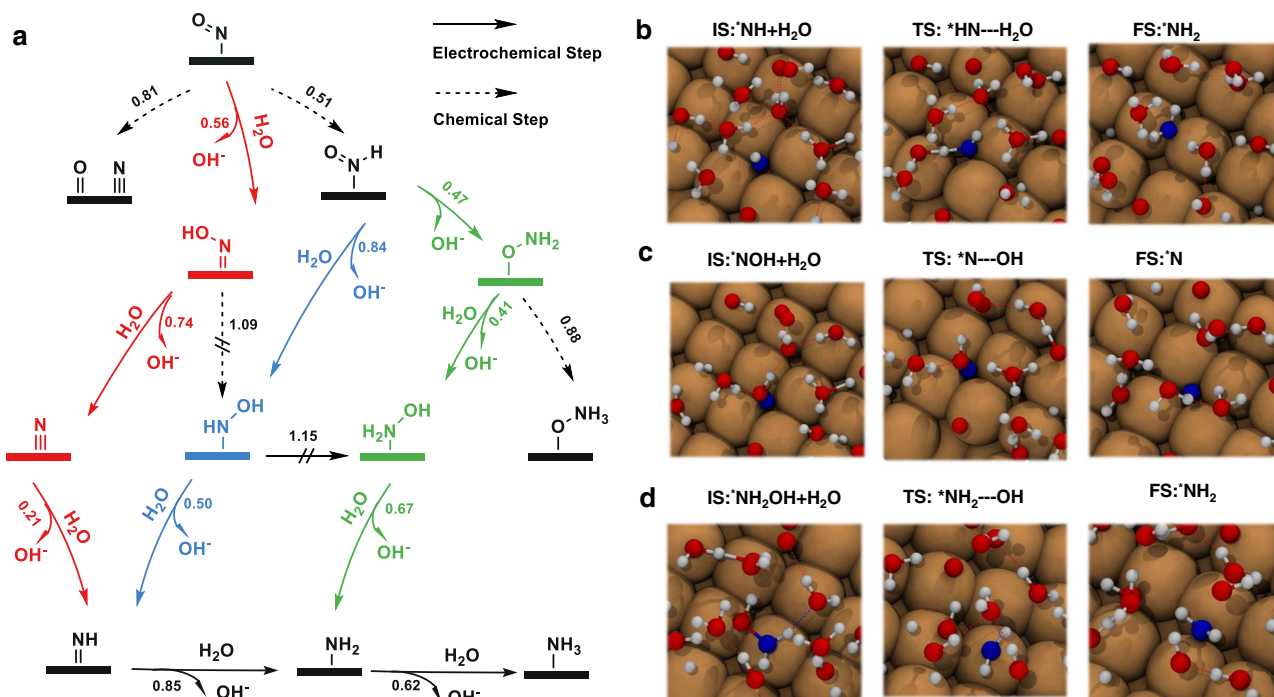 a
O
N
Electrochemical Step
Chemical Step
0.81
0.56
H₂O
OH⁻
0.51
O
N
O
N
H
HO
N
H₂O
0.84
OH⁻
0.47
OH⁻
O
NH₂
H₂O
0.74
OH⁻
1.09
H₂O
0.41
OH⁻
0.88
N
HN
OH
1.15
H₂N
OH
O
NH₃
0.21
H₂O
OH⁻
H₂O
0.50
OH⁻
H₂O
0.67
OH⁻
NH
H₂O
0.85
OH⁻
NH₂
H₂O
0.62
OH⁻
NH₃
b
IS:*NH+H₂O
TS: *HN---H₂O
FS:*NH₂
c
IS:*NOH+H₂O
TS: *N---OH
FS:*N
d
IS:*NH₂OH+H₂O
TS: *NH₂---OH
FS:*NH₂